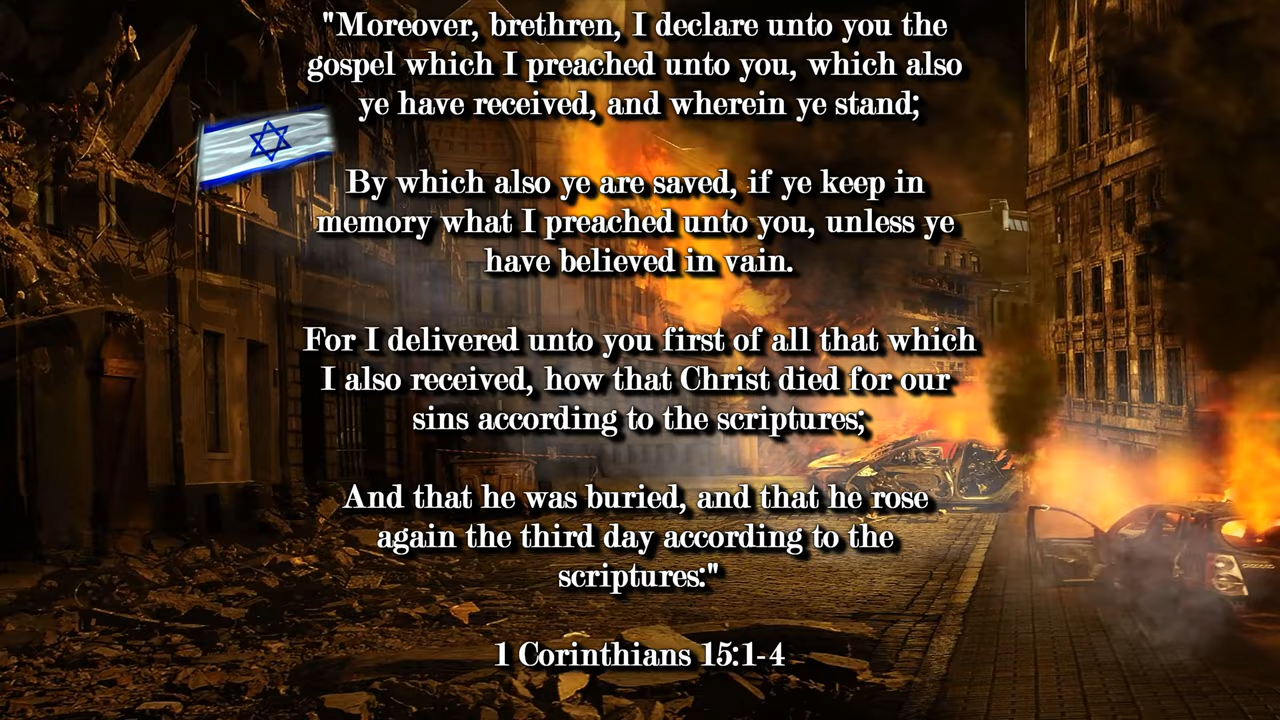 "Moreover, brethren, I declare unto you the
gospel which I preached unto you, which also
ye have received, and wherein ye stand;
By which also ye are saved, if ye keep in
memory what I preached unto you, unless ye
have believed in vain.
For I delivered unto you first of all that which
I also received, how that Christ died for our
sins according to the scriptures;
And that he was buried, and that he rose
again the third day according to the
scriptures:"
1 Corinthians 15:1-4